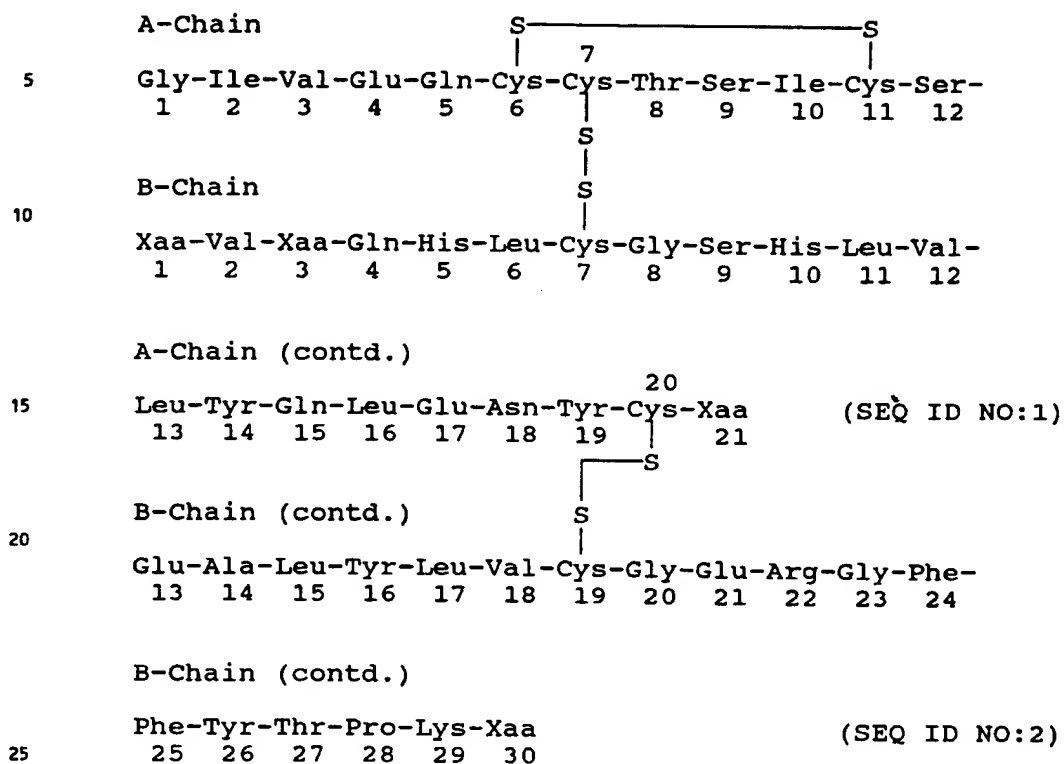 A-Chain
S S
7
5 Gly-Ile-Val-Glu-Gln-Cys-Cys-Thr-Ser-Ile-Cys-Ser-
1 2 3 4 5 6 8 9 10 11 12
S
S
B-Chain
10
Xaa-Val-Xaa-Gln-His-Leu-Cys-Gly-Ser-His-Leu-Val-
1 2 3 4 5 6 7 8 9 10 11 12
A-Chain (contd.)
20
15 Leu-Tyr-Gln-Leu-Glu-Asn-Tyr-Cys-Xaa (SEQ ID NO:1)
13 14 15 16 17 18 19 21
S
B-Chain (contd.) S
20
Glu-Ala-Leu-Tyr-Leu-Val-Cys-Gly-Glu-Arg-Gly-Phe-
13 14 15 16 17 18 19 20 21 22 23 24
B-Chain (contd.)
Phe-Tyr-Thr-Pro-Lys-Xaa (SEQ ID NO:2)
25 25 26 27 28 29 30